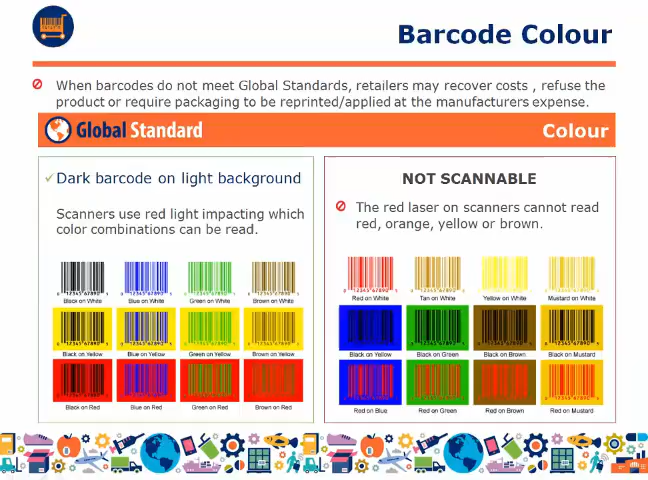 Barcode Colour
When barcodes do not meet Global Standards, retailers may recover costs , refuse the
product or require packaging to be reprinted/applied at the manufacturers expense.
Global Standard
Colour
Dark barcode on light background
Scanners use red light impacting which
color combinations can be read.
Black on White Blue on White Green on White Brown on White
Black on Yellow Blue on Yellow Green on Yellow Brown on Yellow
Black on Red Blue on Red Green on Red Brown on Red
NOT SCANNABLE
The red laser on scanners cannot read
red, orange, yellow or brown.
Red on White Tan on White Yellow on White Mustard on White
Black on Yellow Black on Green Black on Brown Black on Mustard
Red on Blue Red on Green Red on Brown Red on Mustard